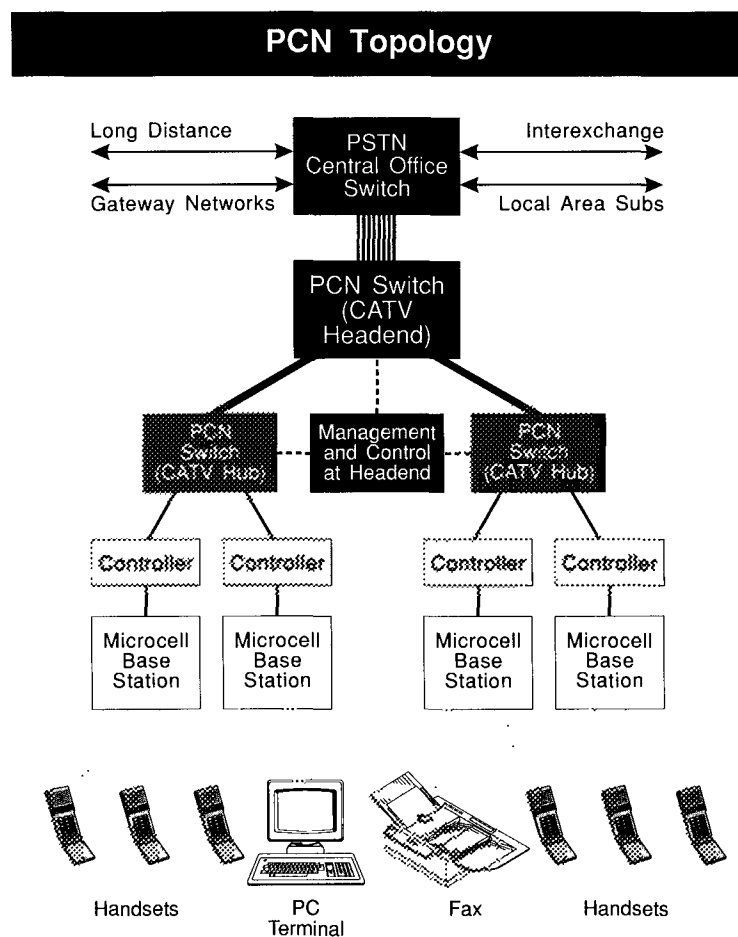 PCN Topology
Long Distance
Gateway Networks
PSTN
Central Office
Switch
Interexchange
Local Area Subs
PCN Switch
(CATV
Headend)
PCN
Switch
(CATV Hub)
Management
and Control
at Headend
PCN
Switch
(CATV Hub)
Controller
Controller
Controller
Controller
Microcell
Base
Station
Microcell
Base
Station
Microcell
Base
Station
Microcell
Base
Station
Handsets
PC
Terminal
Fax
Handsets